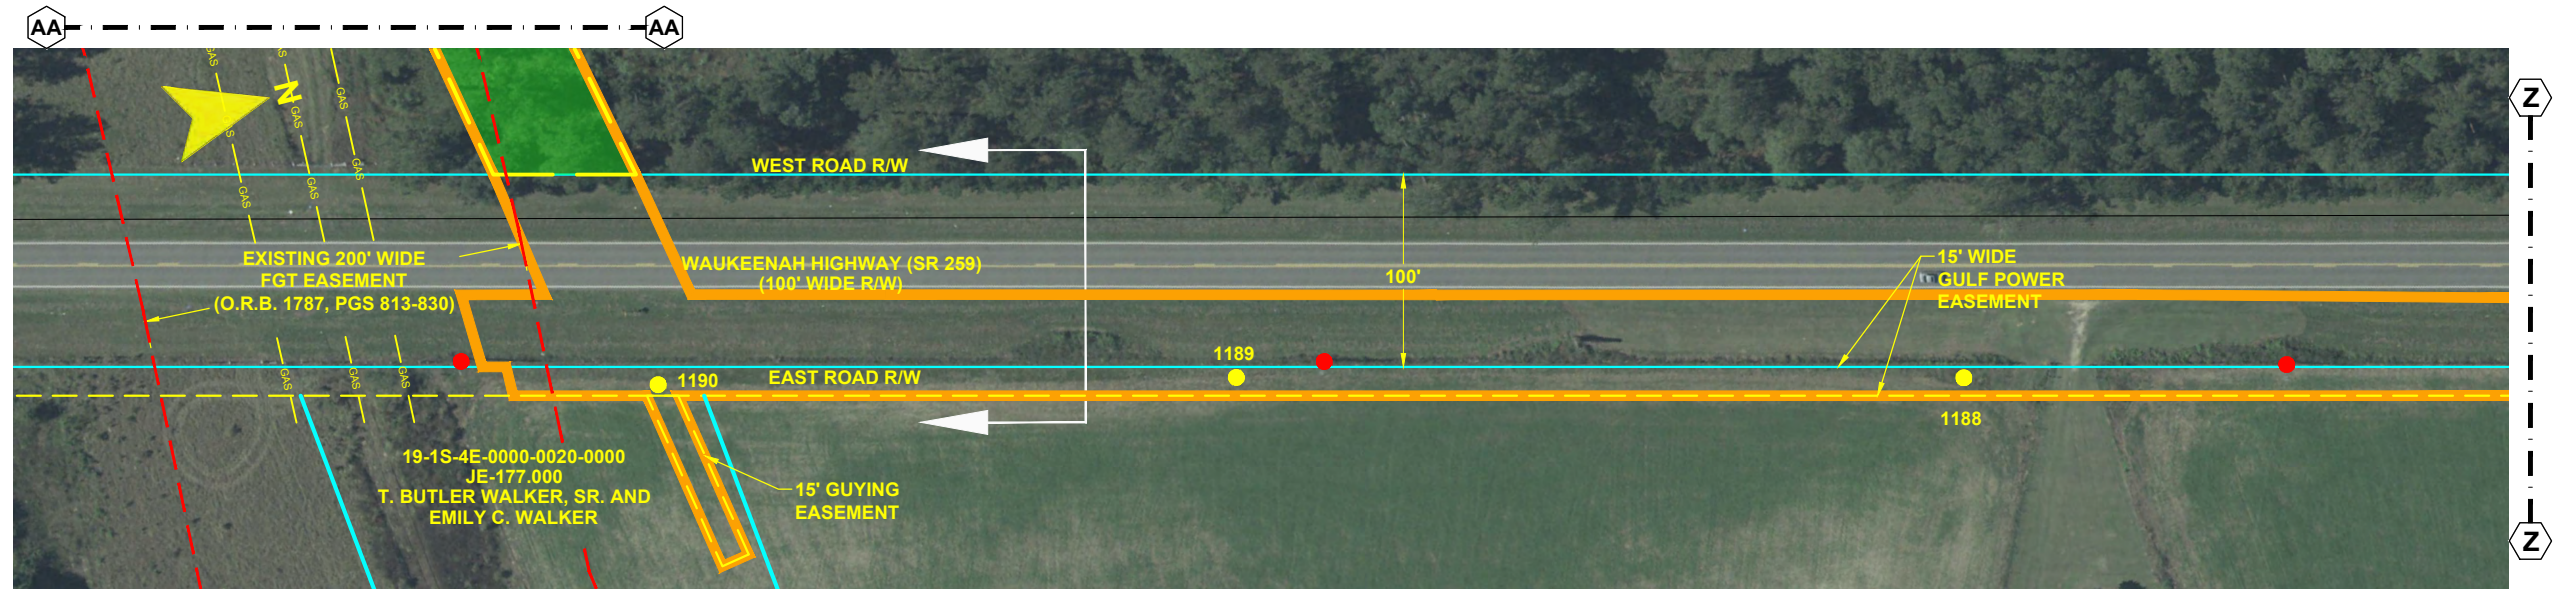 AA
AA
Z
GAS
GAS
GAS
GAS
GAS
GAS
GAS
N
WEST ROAD R/W
EXISTING 200' WIDE
FGT EASEMENT
(O.R.B. 1787, PGS 813-830)
WAUKEENAH HIGHWAY (SR 259)
(100' WIDE R/W)
100'
15' WIDE
GULF POWER
EASEMENT
1189
1190
EAST ROAD R/W
GAS
GAS
GAS
1188
19-1S-4E-0000-0020-0000
JE-177.000
T. BUTLER WALKER, SR. AND
EMILY C. WALKER
15' GUYING
EASEMENT
Z